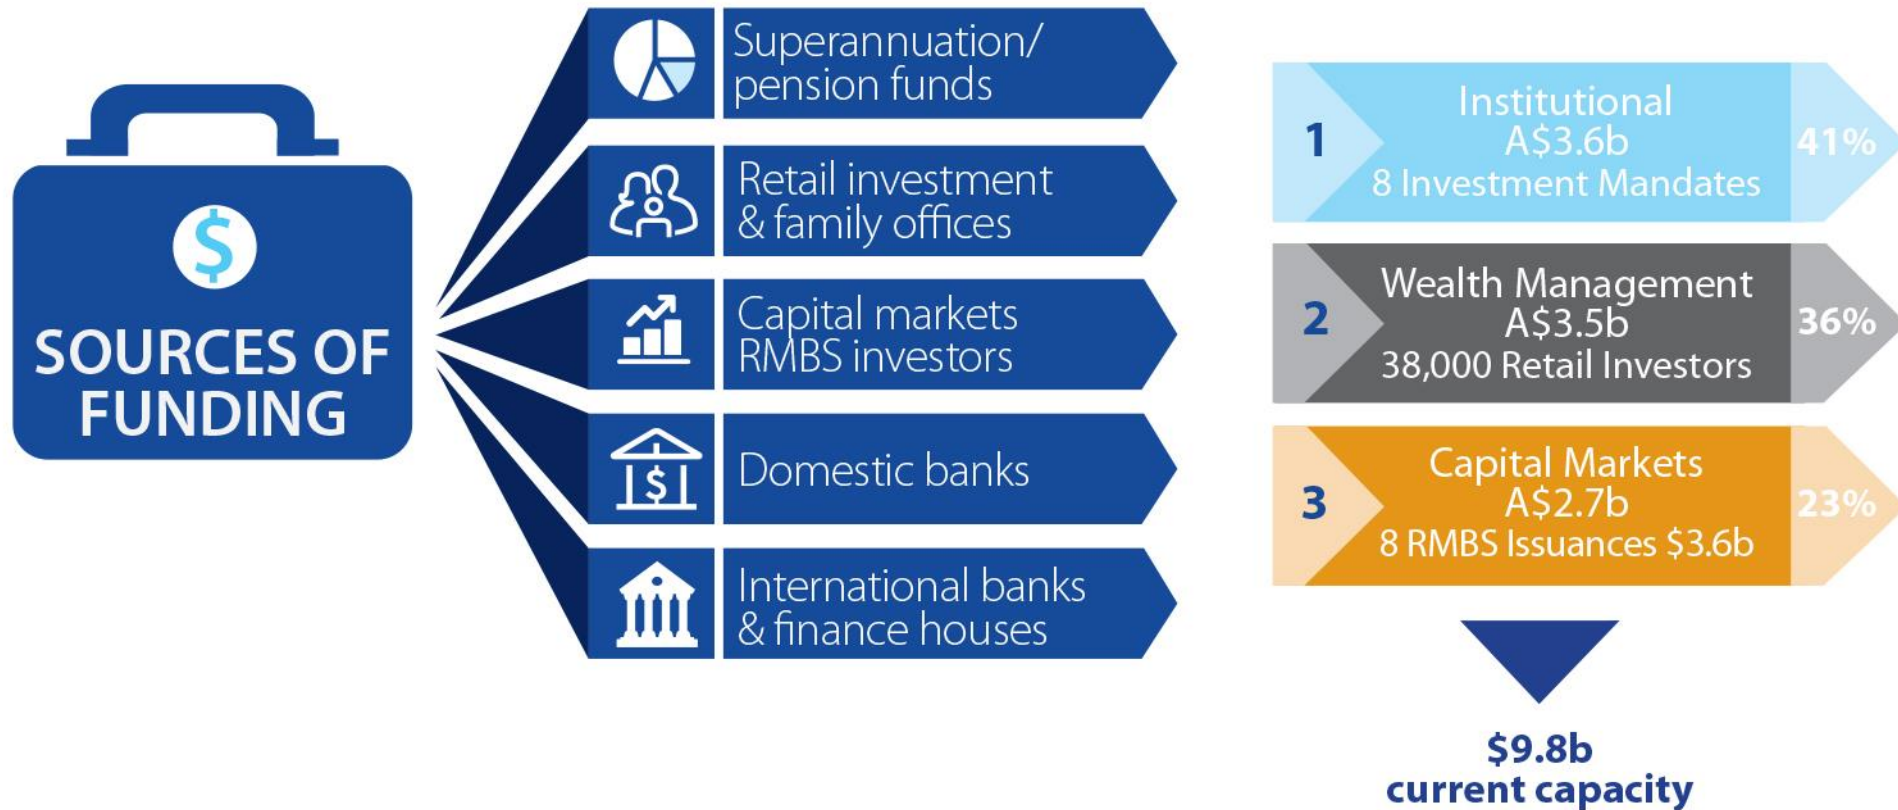 $
SOURCES OF
FUNDING
Superannuation/
pension funds
Retail investment
& family offices
Capital markets
RMBS investors
$
Domestic banks
International banks
& finance houses
1
Institutional
A$3.6b
8 Investment Mandates
41%
2
Wealth Management
A$3.5b
38,000 Retail Investors
36%
3
Capital Markets
A$2.7b
8 RMBS Issuances $3.6b
23%
$9.8b
current capacity